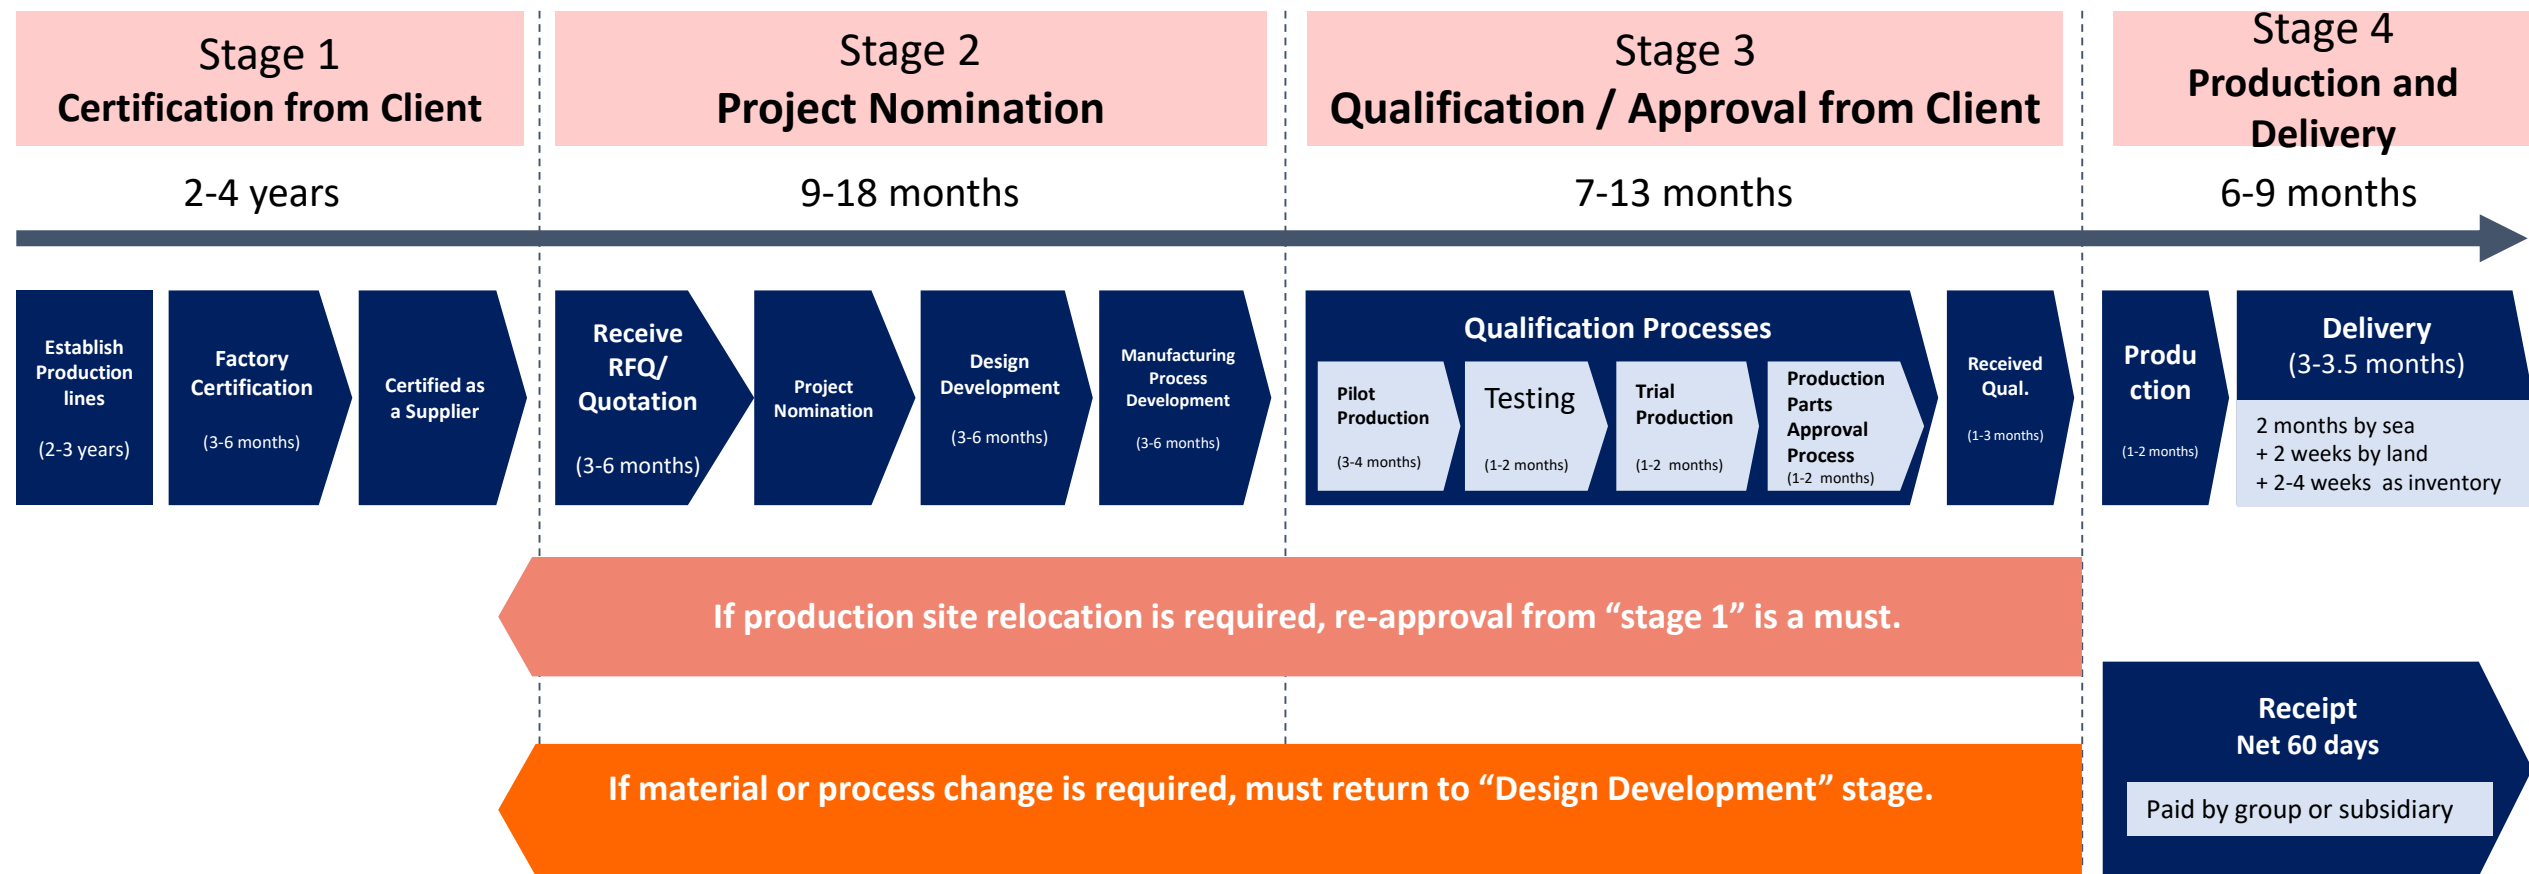 Stage 1
Certification from Client
Stage 2
Project Nomination
Stage 3
Qualification / Approval from Client
Stage 4
Production and
Delivery
2-4 years
9-18 months
7-13 months
6-9 months
Establish
Production
lines
(2-3 years)
Factory
Certification
(3-6 months)
Certified as
a Supplier
Receive
RFQ/
Quotation
(3-6 months)
Project
Nomination
Design
Development
(3-6 months)
Manufacturing
Process
Development
(3-6 months)
Qualification Processes
Pilot
Production
(3-4 months)
Testing
(1-2 months)
Trial
Production
(1-2 months)
Production
Parts
Approval
Process
(1-2 months)
Received
Qual.
(1-3 months)
Produ
ction
(1-2 months)
Delivery
(3-3.5 months)
2 months by sea
+ 2 weeks by land
+ 2-4 weeks as inventory
If production site relocation is required, re-approval from “stage 1” is a must.
If material or process change is required, must return to “Design Development” stage.
Receipt
Net 60 days
Paid by group or subsidiary